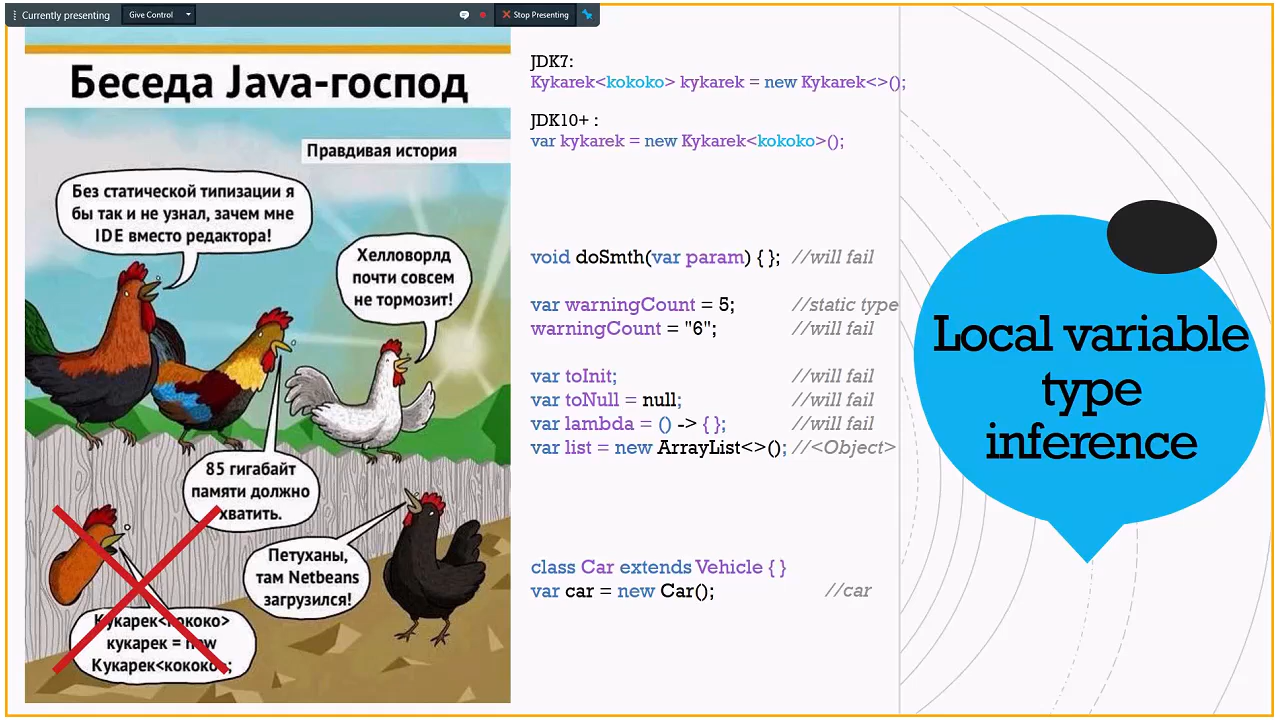 Currently presenting
Give Control
Stop Presenting
Беседа Java-господ
Правдивая история
Без статической типизации я
бы так и не узнал, зачем мне
IDE вместо редактора!
Хелловорлд
почти совсем
не тормозит!
85 гигабайт
памяти должно
хватить.
Петуханы,
там Netbeans
загрузился!
Кукарек<кококо>
кукарек = new
Кукарек<кококо>;
JDK7:
Kykarek<kokoko> kykarek = new Kykarek<>();
JDK10+ :
var kykarek = new Kykarek<kokoko>();
void doSmth(var param) { }; //will fail
var warningCount = 5; //static type
warningCount = "6"; //will fail
var toInit; //will fail
var toNull = null; //will fail
var lambda = () -> { }; //will fail
var list = new ArrayList<>(); //<Object>
class Car extends Vehicle { }
var car = new Car(); //car
Local variable
type
inference